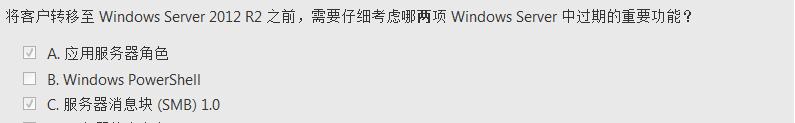 将客户转移至 Windows Server 2012 R2 之前，需要仔细考虑哪两项 Windows Server 中过期的重要功能？
A. 应用服务器角色
B. Windows PowerShell
C. 服务器消息块 (SMB) 1.0